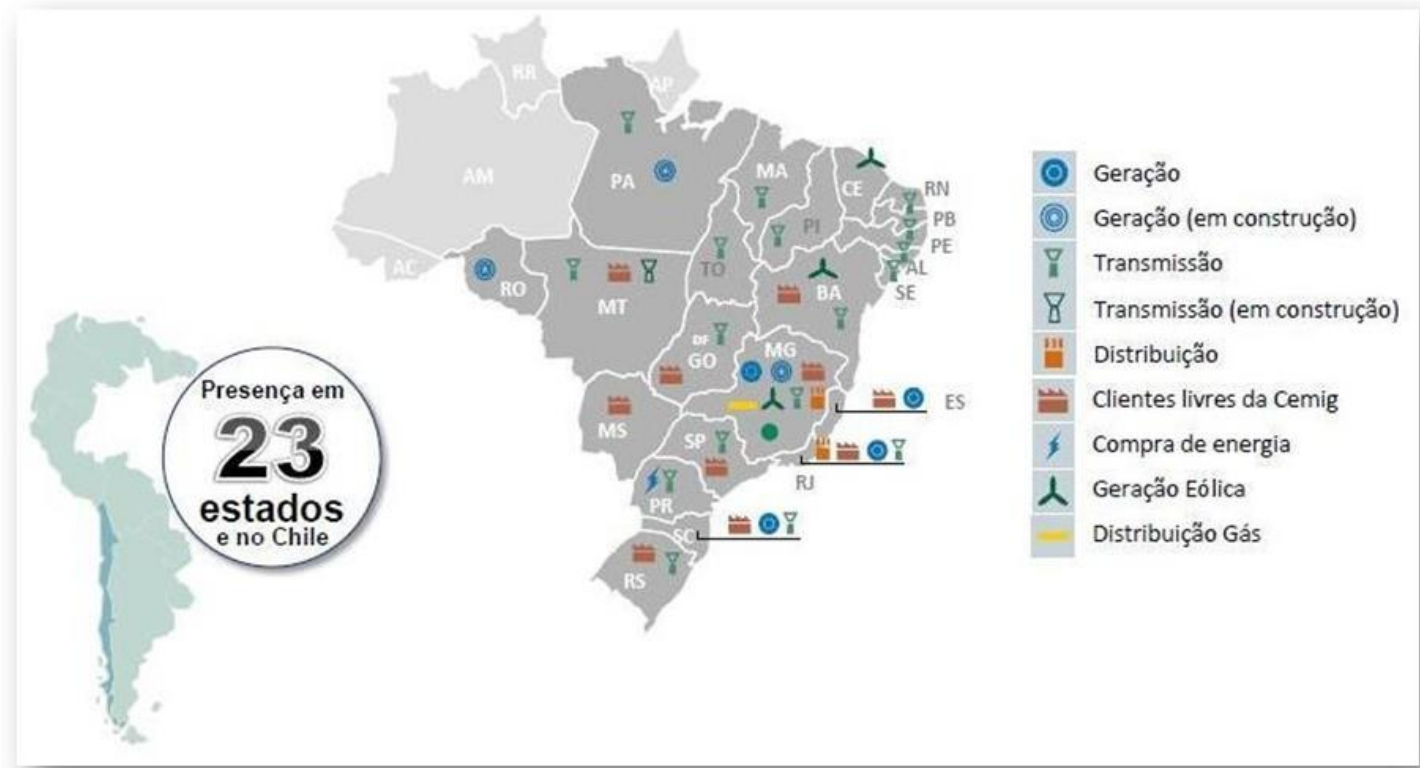 RR
AP
AM
PA
MA
CE
RN
PB
PE
AL
SE
PI
TO
AC
RO
MT
BA
DF
GO
MG
ES
MS
SP
RJ
PR
SC
RS
Presença em
23
estados
e no Chile
Geração
Geração (em construção)
Transmissão
Transmissão (em construção)
Distribuição
Clientes livres da Cemig
Compra de energia
Geração Eólica
Distribuição Gás